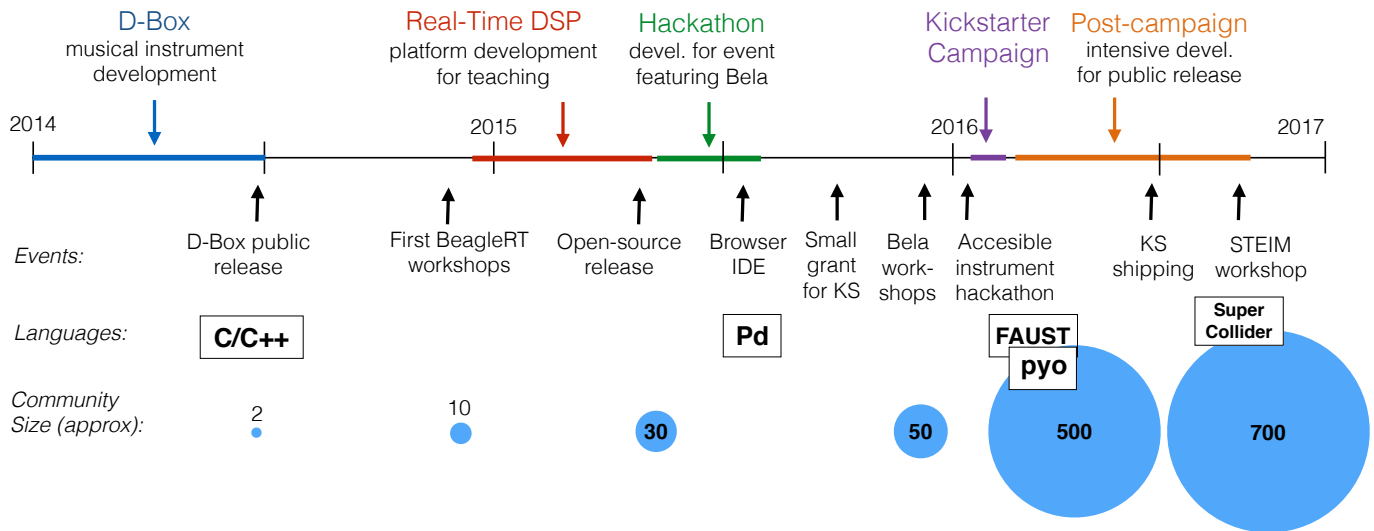 D-Box
musical instrument
development
Real-Time DSP
platform development
for teaching
Hackathon
devel. for event
featuring Bela
Kickstarter
Campaign
Post-campaign
intensive devel.
for public release
2014
2015
2016
2017
Events:
D-Box public
release
First BeagleRT
workshops
Open-source
release
Browser
IDE
Small
grant
for KS
Bela
work-
shops
Accesible
instrument
hackathon
KS
shipping
STEIM
workshop
Languages:
C/C++
Pd
FAUST
pyo
Super
Collider
Community
Size (approx):
2
10
30
50
500
700